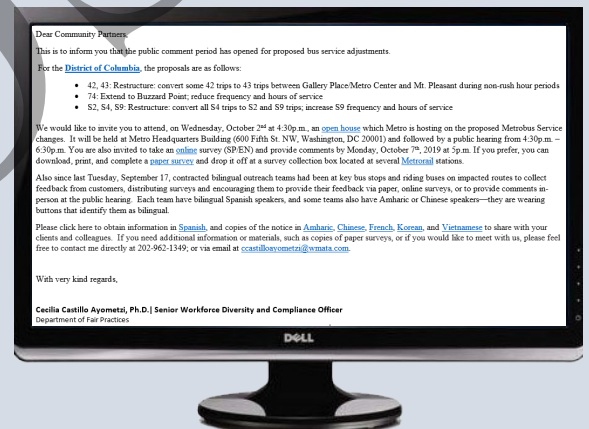 Dear Community Partners,
This is to inform you that the public comment period has opened for proposed bus service adjustments.
For the District of Columbia, the proposals are as follows:
• 42, 43: Restructure: convert some 42 trips to 43 trips between Gallery Place/Metro Center and Mt. Pleasant during non-rush hour periods
• 74: Extend to Buzzard Point; reduce frequency and hours of service
• S2, S4, S9: Restructure: convert all S4 trips to S2 and S9 trips; increase S9 frequency and hours of service
We would like to invite you to attend, on Wednesday, October 2nd at 4:30p.m., an open house which Metro is hosting on the proposed Metrobus Service
changes. It will be held at Metro Headquarters Building (600 Fifth St. NW, Washington, DC 20001) and followed by a public hearing from 4:30p.m. –
6:30p.m. You are also invited to take an online survey (SP/EN) and provide comments by Monday, October 7th, 2019 at 5p.m. If you prefer, you can
download, print, and complete a paper survey and drop it off at a survey collection box located at several Metrorail stations.
Also since last Tuesday, September 17, contracted bilingual outreach teams had been at key bus stops and riding buses on impacted routes to collect
feedback from customers, distributing surveys and encouraging them to provide their feedback via paper, online surveys, or to provide comments in-
person at the public hearing. Each team have bilingual Spanish speakers, and some teams also have Amharic or Chinese speakers—they are wearing
buttons that identify them as bilingual.
Please click here to obtain information in Spanish, and copies of the notice in Amharic, Chinese, French, Korean, and Vietnamese to share with your
clients and colleagues. If you need additional information or materials, such as copies of paper surveys, or if you would like to meet with us, please feel
free to contact me directly at 202-962-1349; or via email at ccastilloayometzi@wmata.com.
With very kind regards,
Cecilia Castillo Ayometzi, Ph.D.| Senior Workforce Diversity and Compliance Officer
Department of Fair Practices
DELL